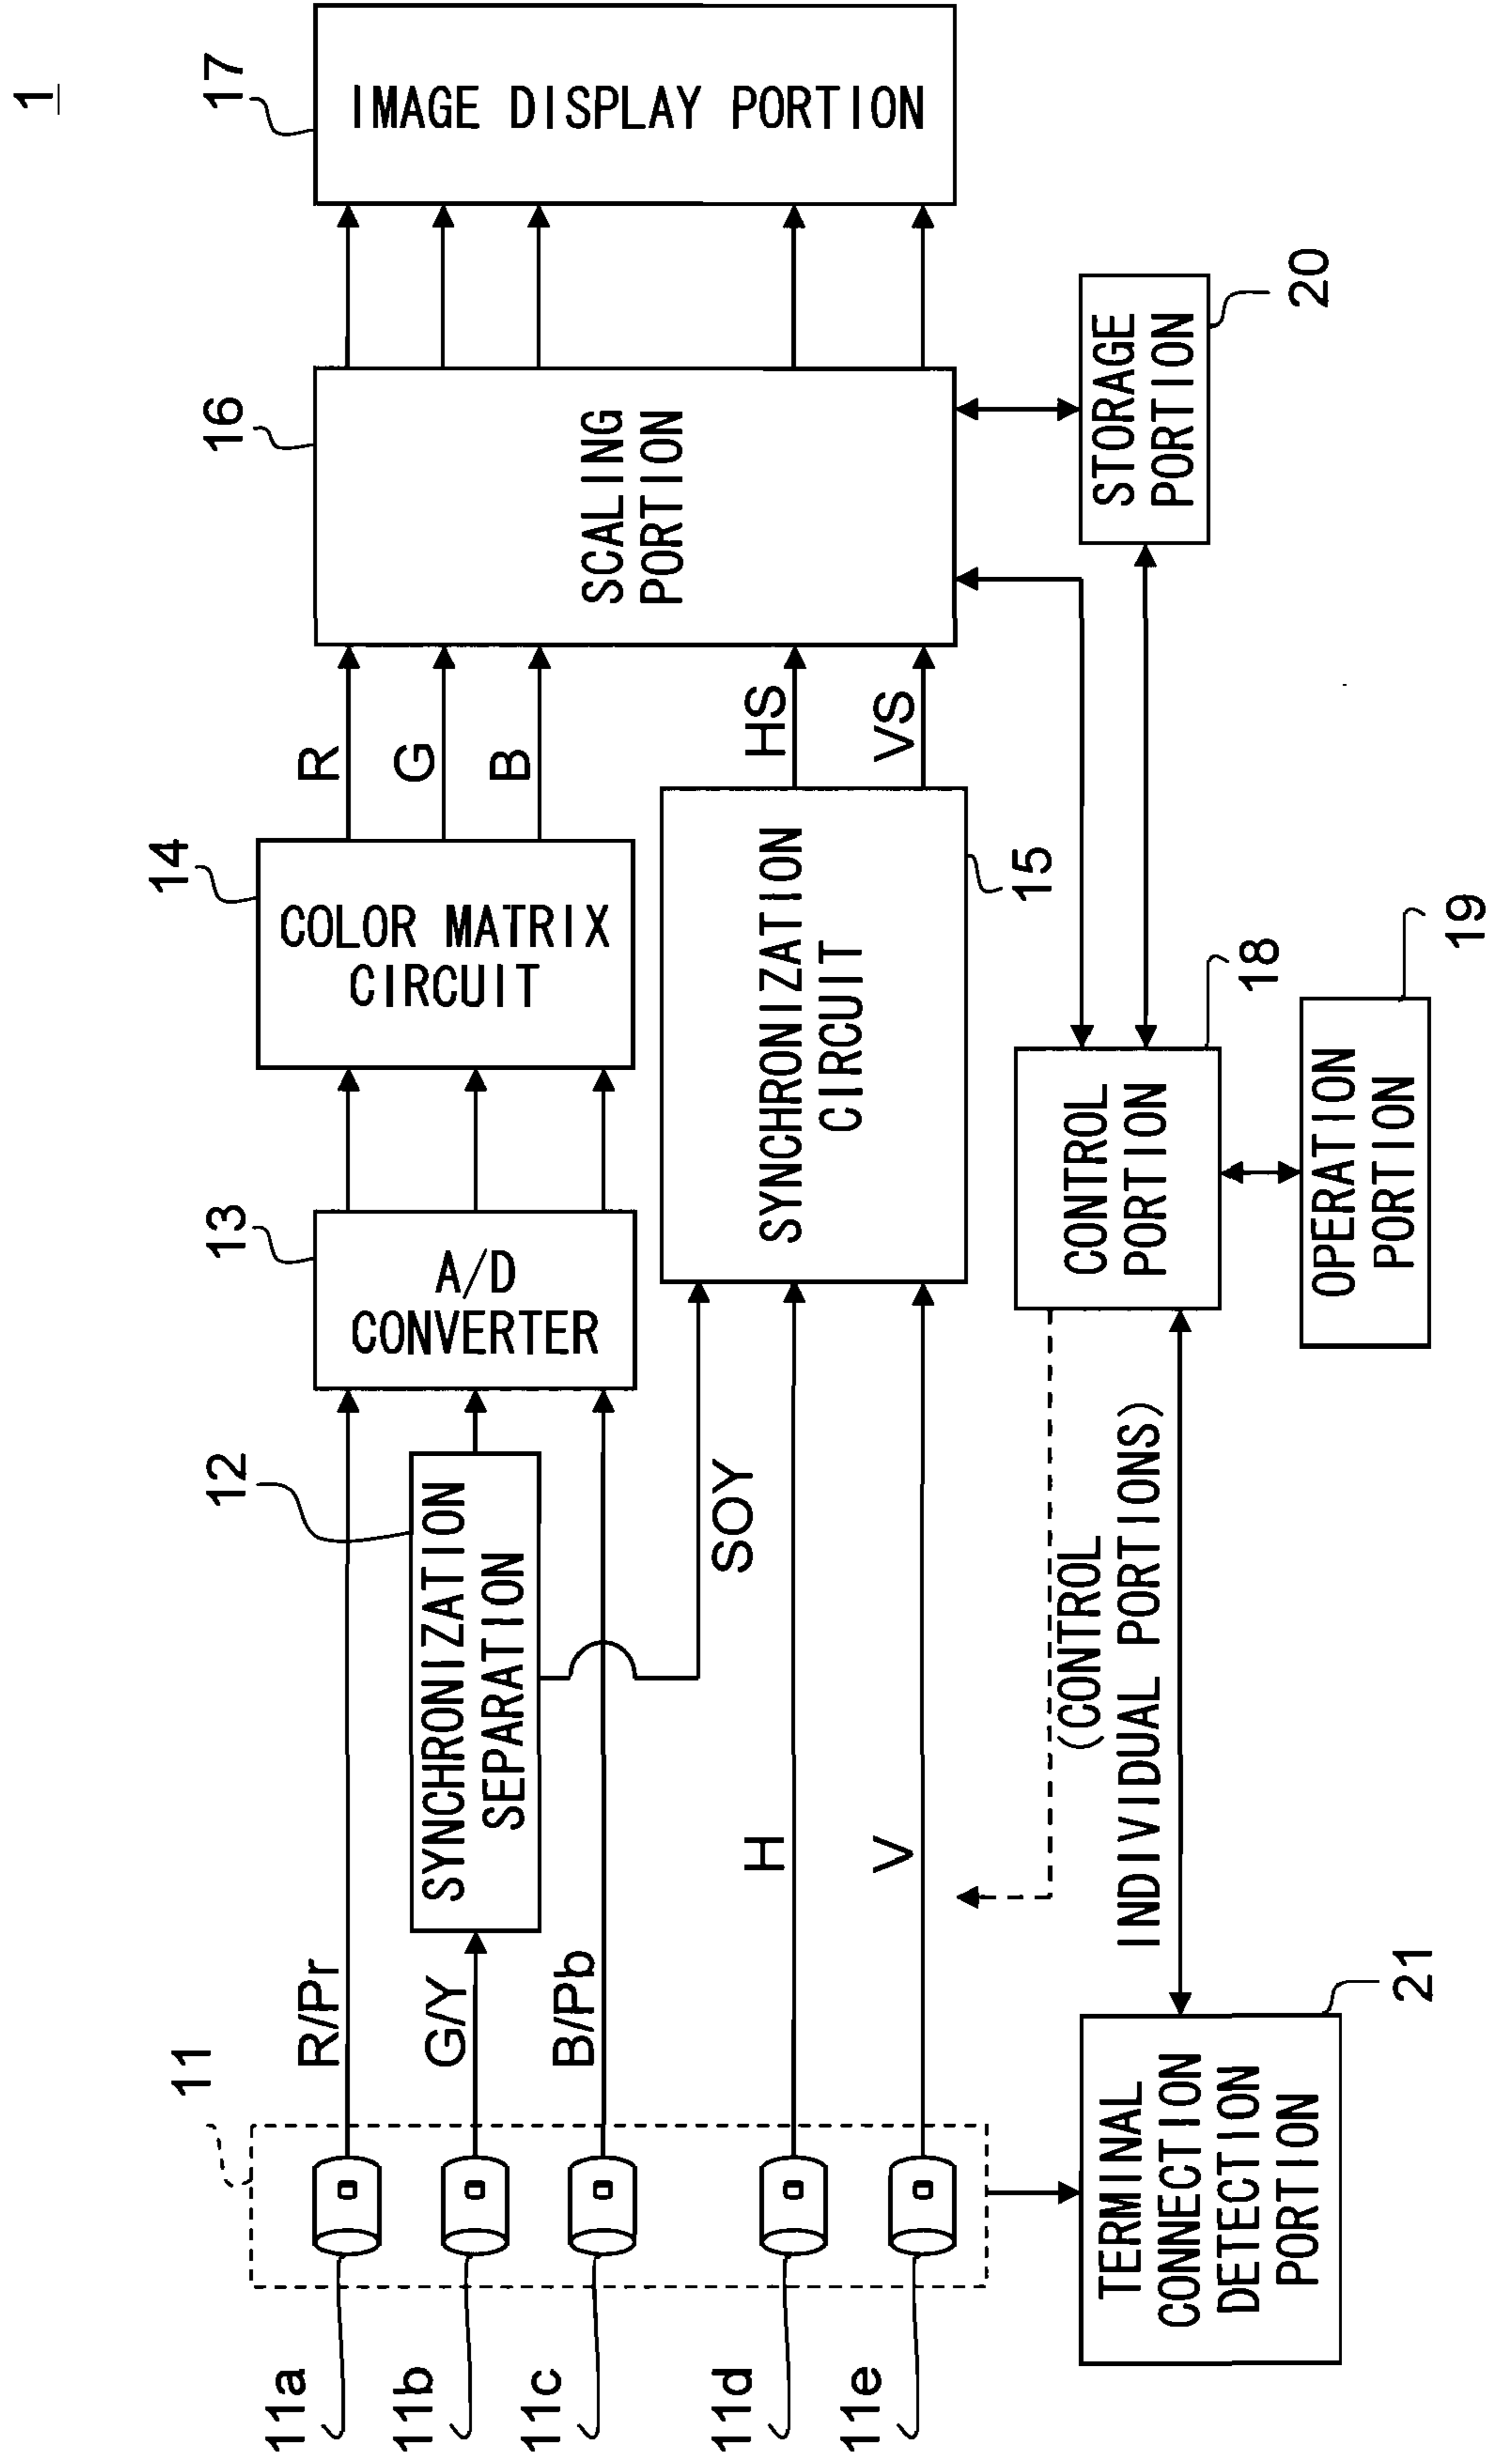 1
11
11a
11b
11c
11d
11e
R/Pr
G/Y
B/Pb
H
V
12
SYNCHRONIZATION
SEPARATION
SOY
13
A/D
CONVERTER
14
COLOR MATRIX
CIRCUIT
15
SYNCHRONIZATION
CIRCUIT
R
G
B
HS
VS
16
SCALING
PORTION
17
IMAGE DISPLAY PORTION
(CONTROL
INDIVIDUAL PORTIONS)
21
TERMINAL
CONNECTION
DETECTION
PORTION
18
CONTROL
PORTION
19
OPERATION
PORTION
20
STORAGE
PORTION